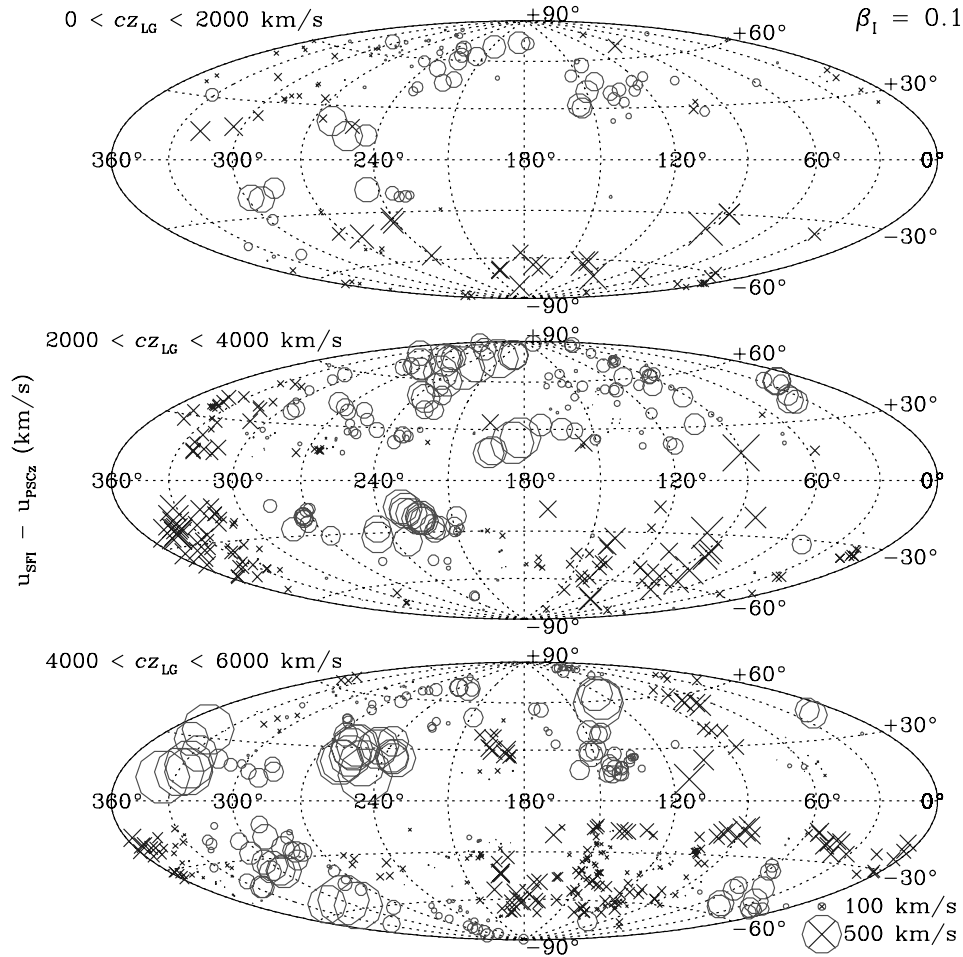 0 < cz_LG < 2000 km/s
β_I = 0.1
+90°
+60°
+30°
360° 300° 240° 180° 120° 60° 0°
−30°
−60°
−90°
2000 < cz_LG < 4000 km/s
+90°
+60°
+30°
360° 300° 240° 180° 120° 60° 0°
−30°
−60°
−90°
u_SFI − u_PSCz (km/s)
4000 < cz_LG < 6000 km/s
+90°
+60°
+30°
360° 300° 240° 180° 120° 60° 0°
−30°
−60°
−90°
100 km/s
500 km/s